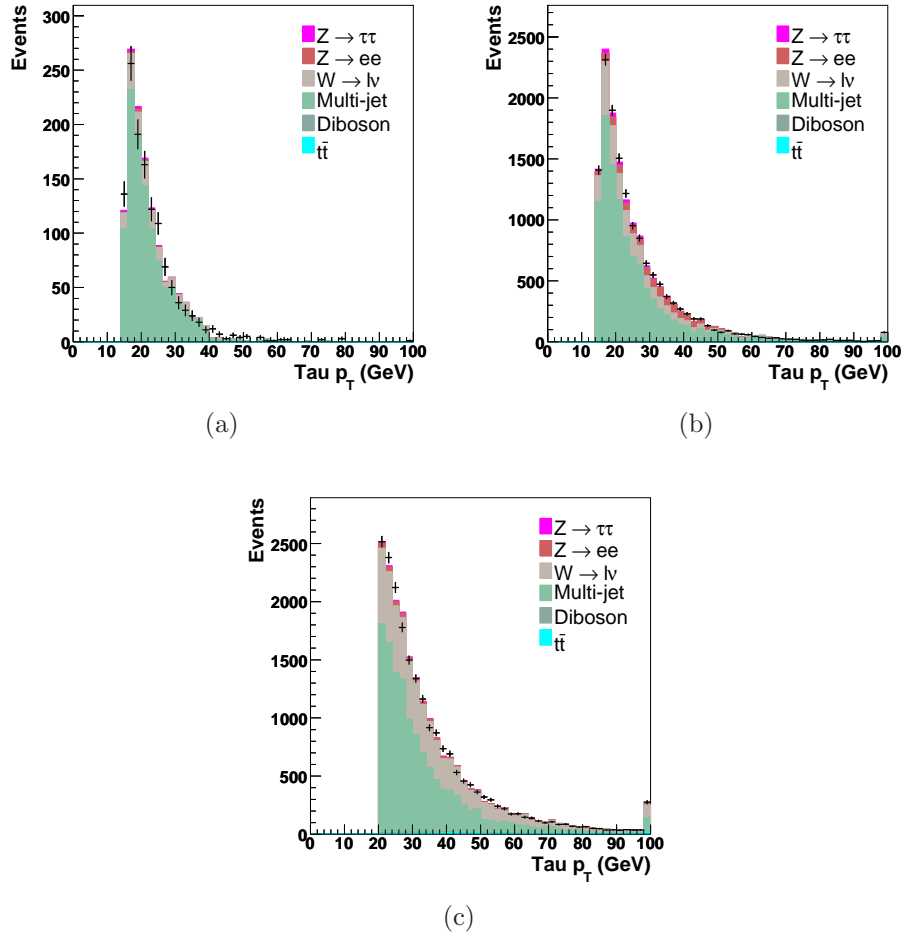 Events
300
250
200
150
100
50
0
0 10 20 30 40 50 60 70 80 90 100
Tau p_T (GeV)
Z → ττ
Z → ee
W → lν
Multi-jet
Diboson
tt̄
(a)
Events
2500
2000
1500
1000
500
0
0 10 20 30 40 50 60 70 80 90 100
Tau p_T (GeV)
Z → ττ
Z → ee
W → lν
Multi-jet
Diboson
tt̄
(b)
Events
2500
2000
1500
1000
500
0
0 10 20 30 40 50 60 70 80 90 100
Tau p_T (GeV)
Z → ττ
Z → ee
W → lν
Multi-jet
Diboson
tt̄
(c)